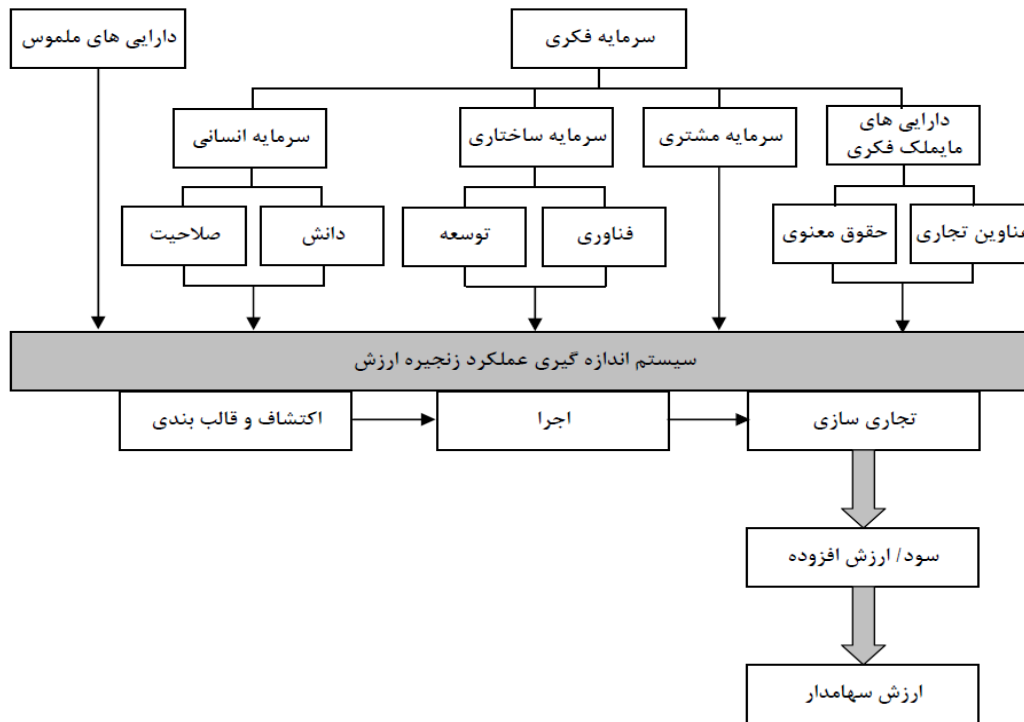 سرمایه فکری
دارایی های ملموس
دارایی های
مایملک فکری
سرمایه مشتری
سرمایه ساختاری
سرمایه انسانی
عناوین تجاری
حقوق معنوی
فناوری
توسعه
دانش
صلاحیت
سیستم اندازه گیری عملکرد زنجیره ارزش
اکتشاف و قالب بندی
اجرا
تجاری سازی
سود/ ارزش افزوده
ارزش سهامدار